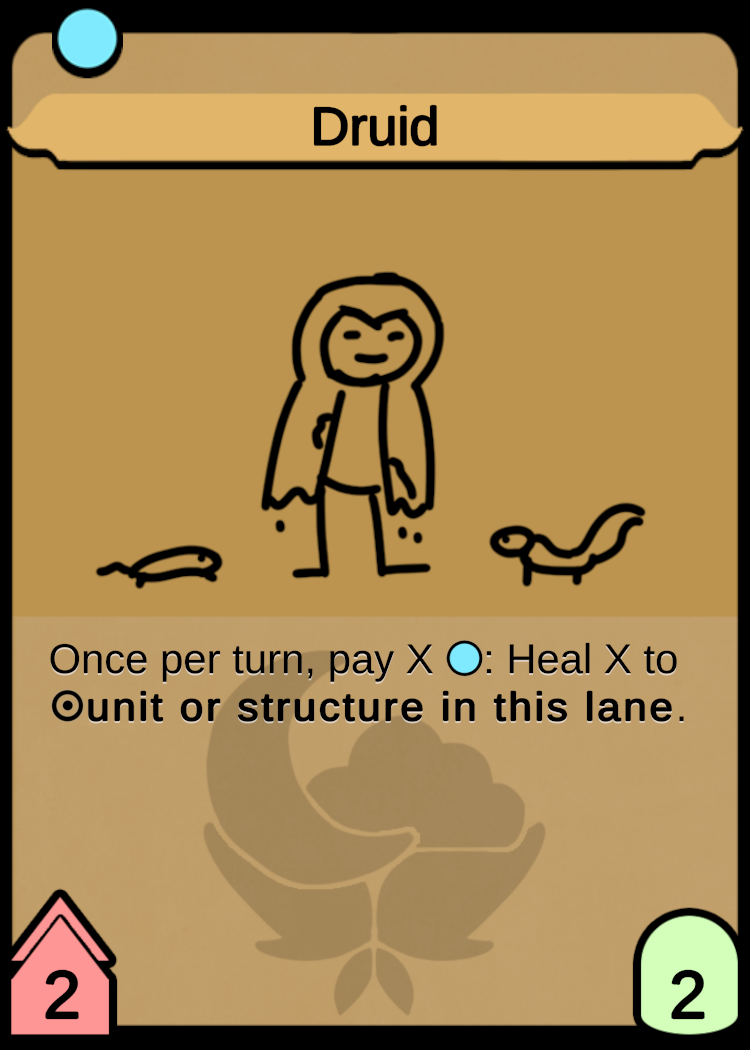 Druid
Once per turn, pay X : Heal X to
unit or structure in this lane.
2
2